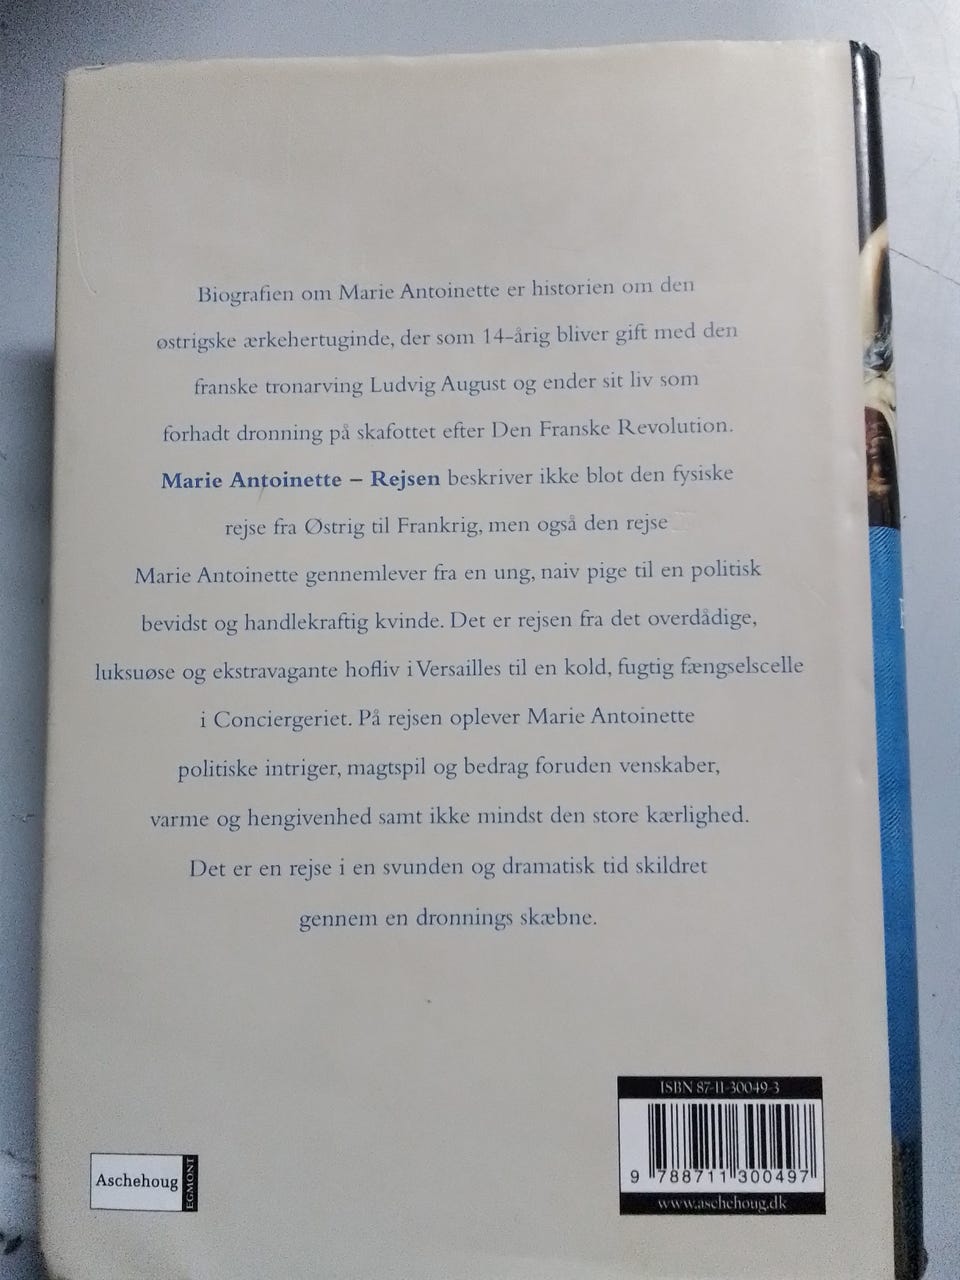 Biografien om Marie Antoinette er historien om den
østrigske ærkehertuginde, der som 14-årig bliver gift med den
franske tronarving Ludvig August og ender sit liv som
forhadt dronning på skafottet efter Den Franske Revolution.
Marie Antoinette – Rejsen beskriver ikke blot den fysiske
rejse fra Østrig til Frankrig, men også den rejse
Marie Antoinette gennemlever fra en ung, naiv pige til en politisk
bevidst og handlekraftig kvinde. Det er rejsen fra det overdådige,
luksuøse og ekstravagante hofliv i Versailles til en kold, fugtig fængselscelle
i Conciergeriet. På rejsen oplever Marie Antoinette
politiske intriger, magtspil og bedrag foruden venskaber,
varme og hengivenhed samt ikke mindst den store kærlighed.
Det er en rejse i en svunden og dramatisk tid skildret
gennem en dronnings skæbne.
ISBN 87-11-30049-3
9 788711 300497
www.aschehoug.dk
Aschehoug
EGMONT